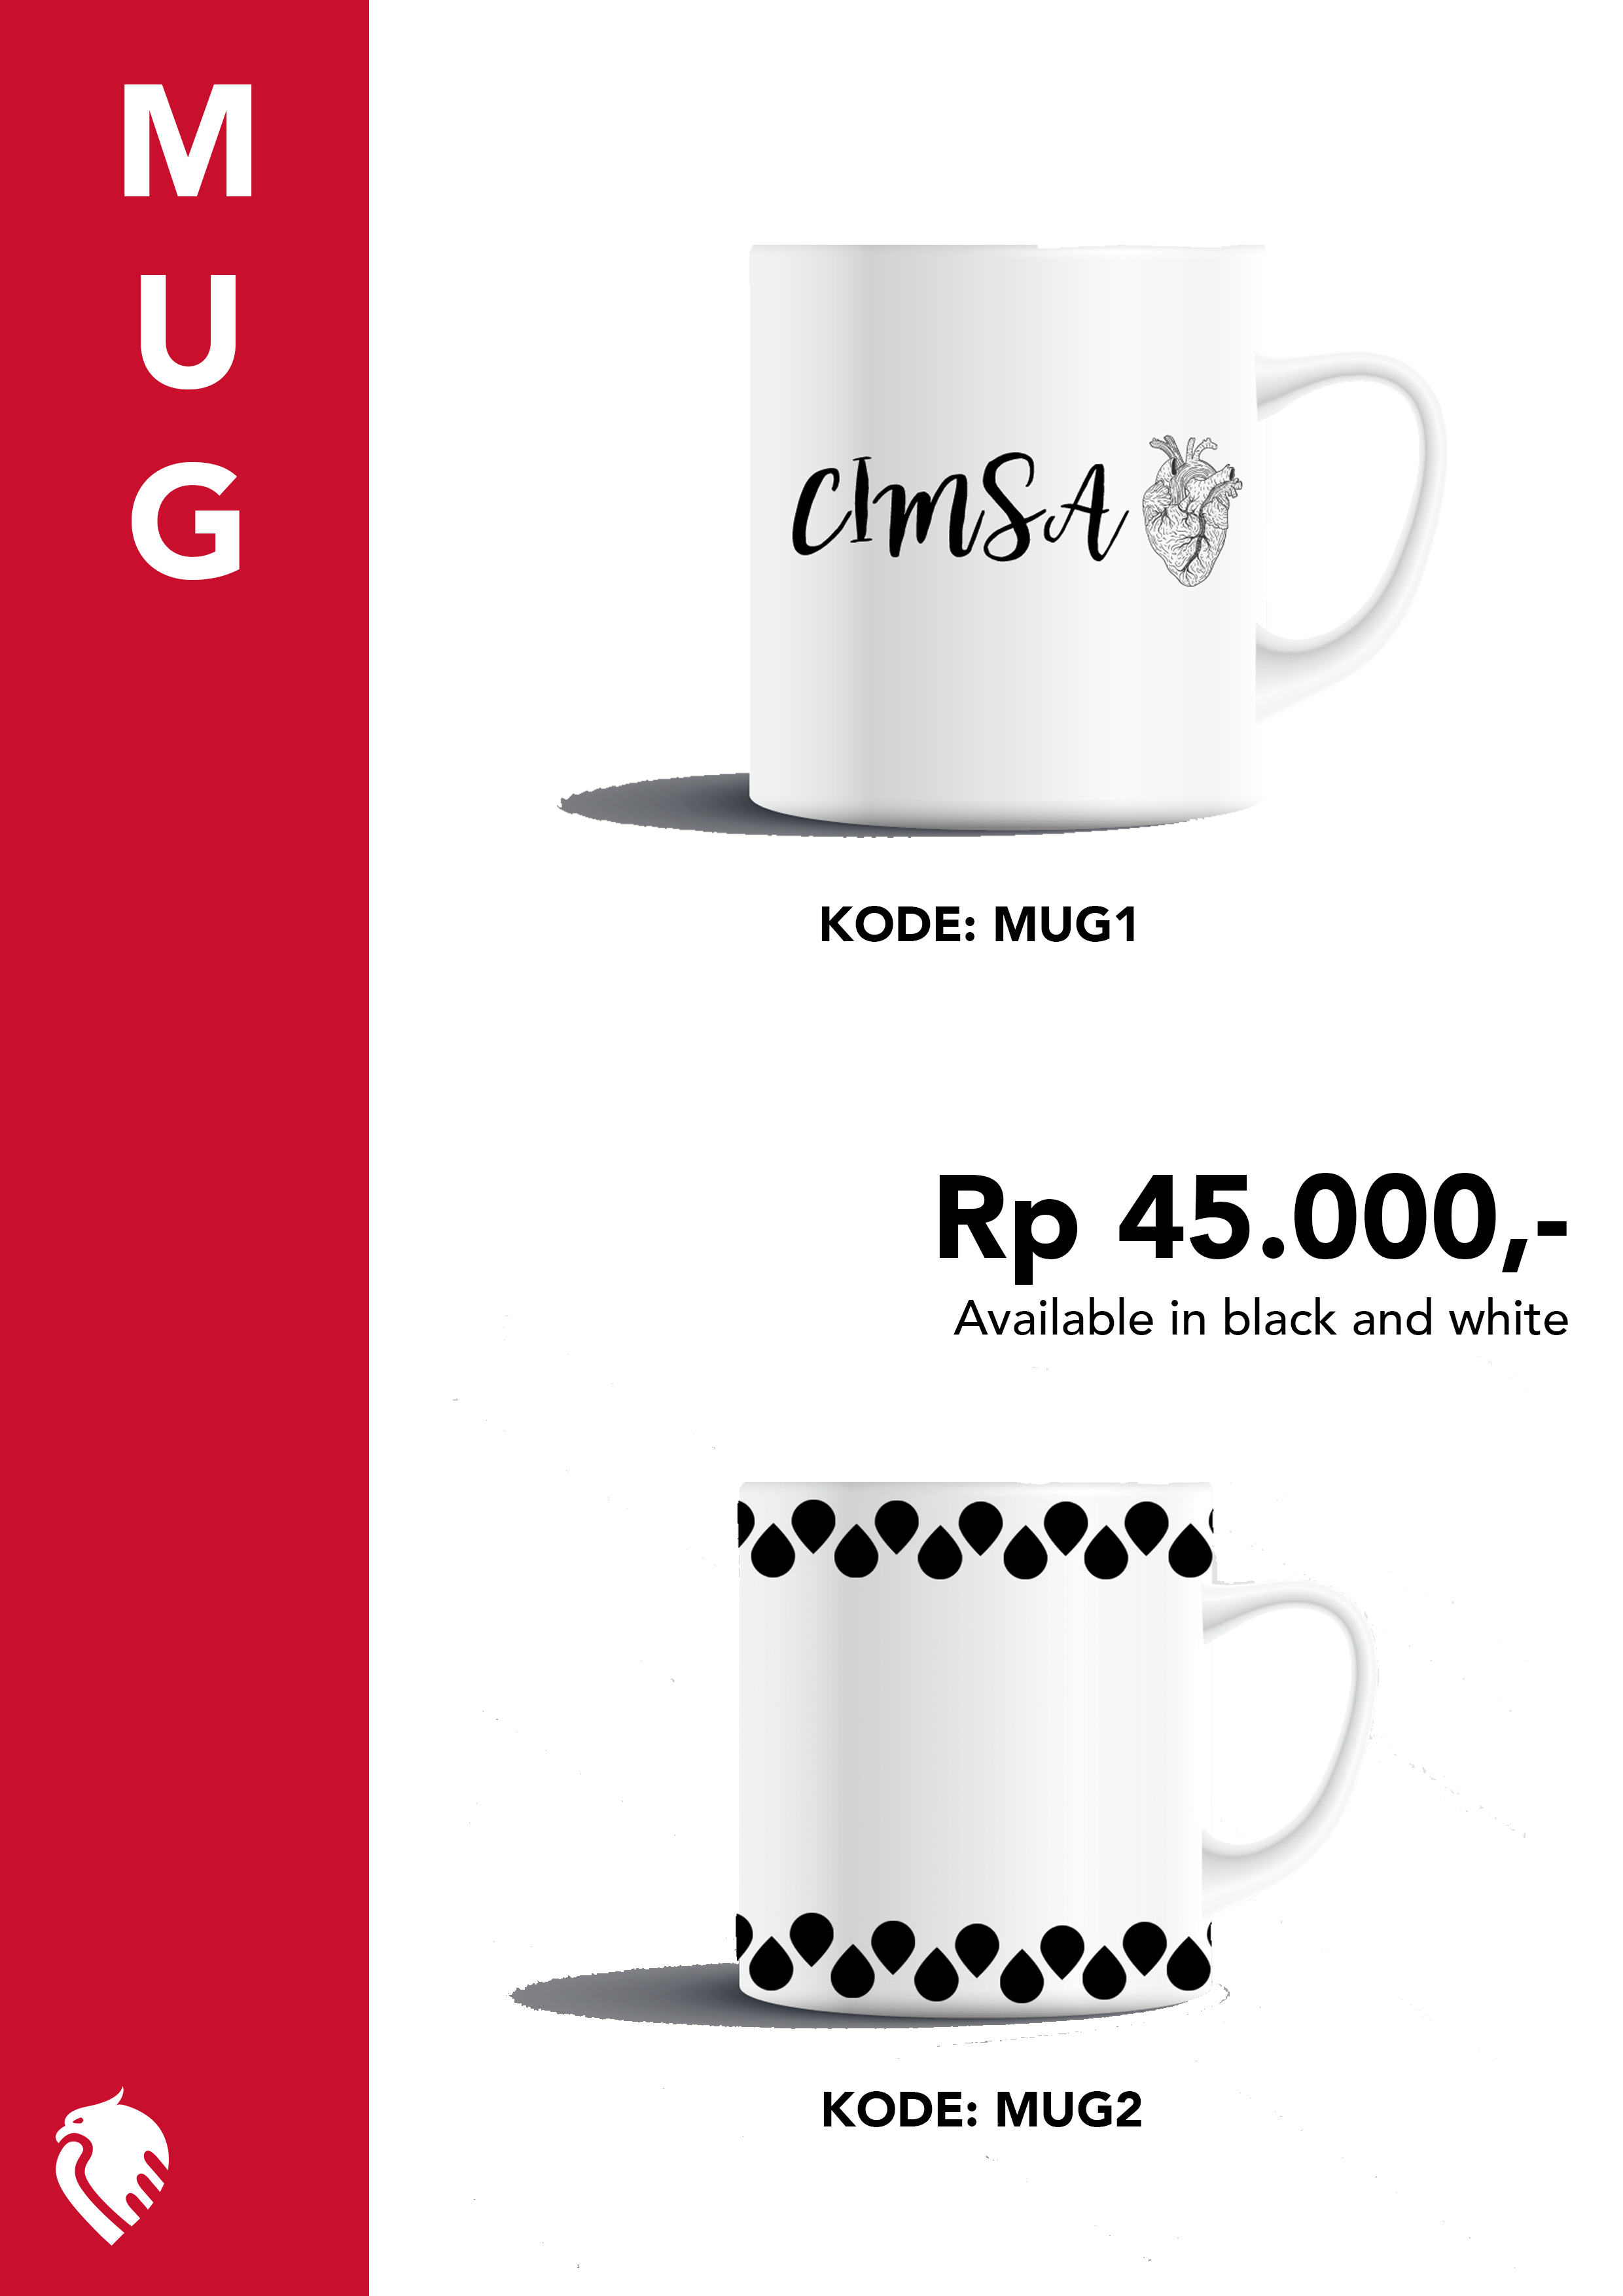 MUG
CImSA
KODE: MUG1
Rp 45.000,-
Available in black and white
KODE: MUG2